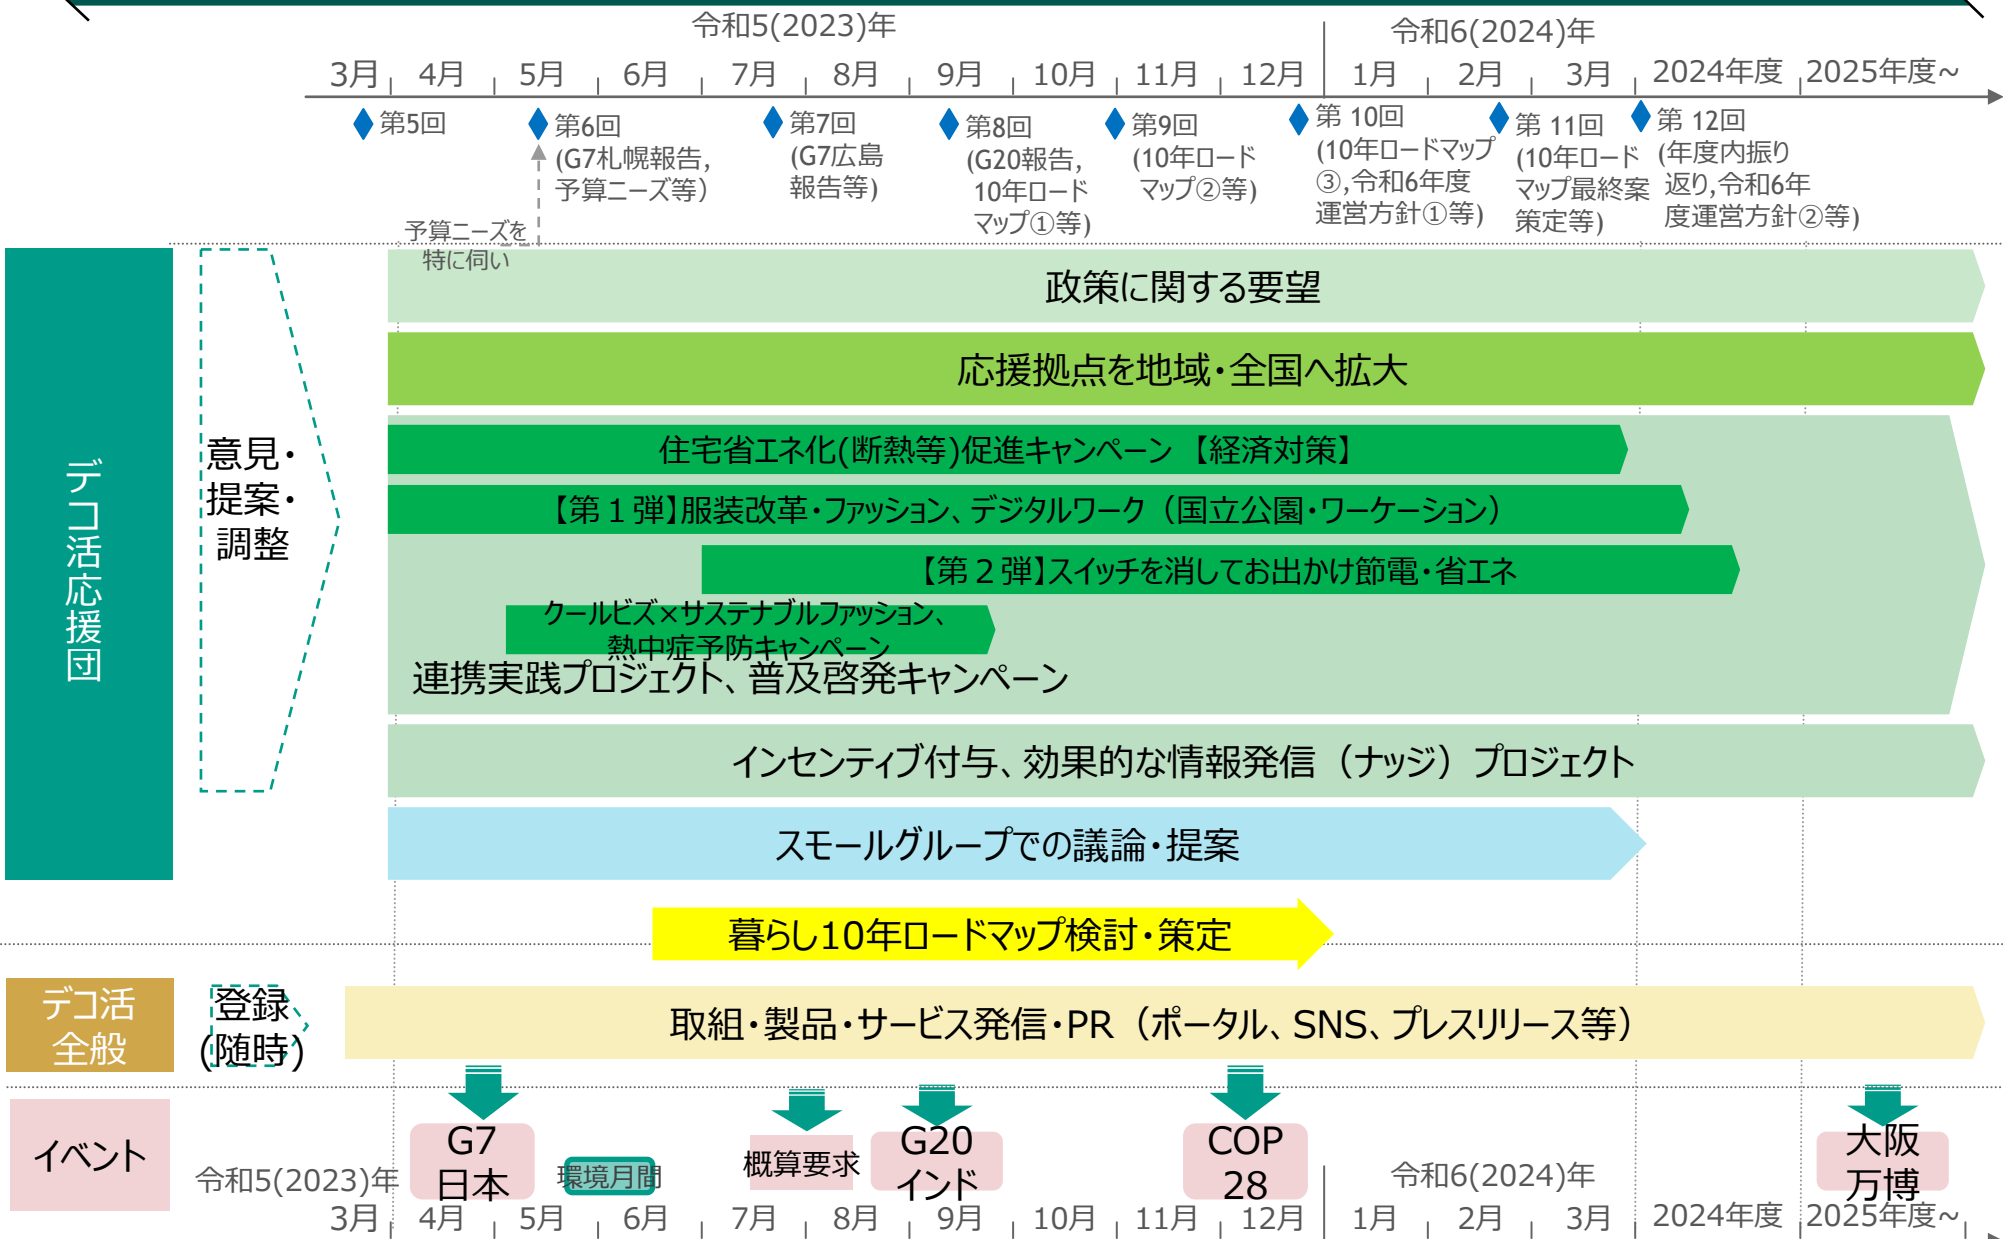 令和5(2023)年
令和6(2024)年
3月 4月 5月 6月 7月 8月 9月 10月 11月 12月 1月 2月 3月 2024年度 2025年度~
第5回
第6回
(G7札幌報告,
予算ニーズ等)
第7回
(G7広島
報告等)
第8回
(G20報告,
10年ロード
マップ①等)
第9回
(10年ロード
マップ②等)
第 10回
(10年ロードマップ
③,令和6年度
運営方針①等)
第 11回
(10年ロード
マップ最終案
策定等)
第 12回
(年度内振り
返り,令和6年
度運営方針②等)
予算ニーズを
特に伺い
デコ活応援団
意見・
提案・
調整
政策に関する要望
応援拠点を地域・全国へ拡大
住宅省エネ化(断熱等)促進キャンペーン 【経済対策】
【第１弾】服装改革・ファッション、デジタルワーク（国立公園・ワーケーション）
【第２弾】スイッチを消してお出かけ節電・省エネ
クールビズ×サステナブルファッション、
熱中症予防キャンペーン
連携実践プロジェクト、普及啓発キャンペーン
インセンティブ付与、効果的な情報発信（ナッジ）プロジェクト
スモールグループでの議論・提案
暮らし10年ロードマップ検討・策定
デコ活
全般
登録
(随時)
取組・製品・サービス発信・PR（ポータル、SNS、プレスリリース等）
イベント
G7
日本
環境月間
概算要求
G20
インド
COP
28
大阪
万博
令和5(2023)年
令和6(2024)年
3月 4月 5月 6月 7月 8月 9月 10月 11月 12月 1月 2月 3月 2024年度 2025年度~